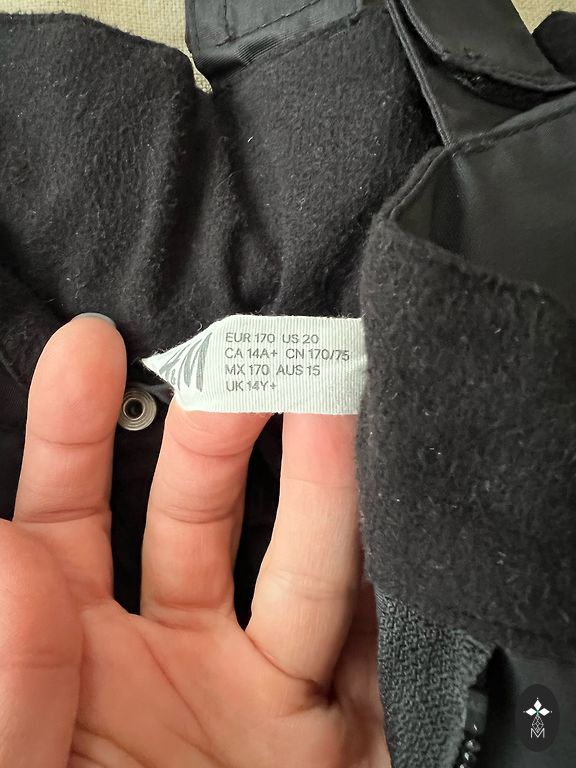 EUR 170 US 20
CA 14A+ CN 170/75
MX 170 AUS 15
UK 14Y+